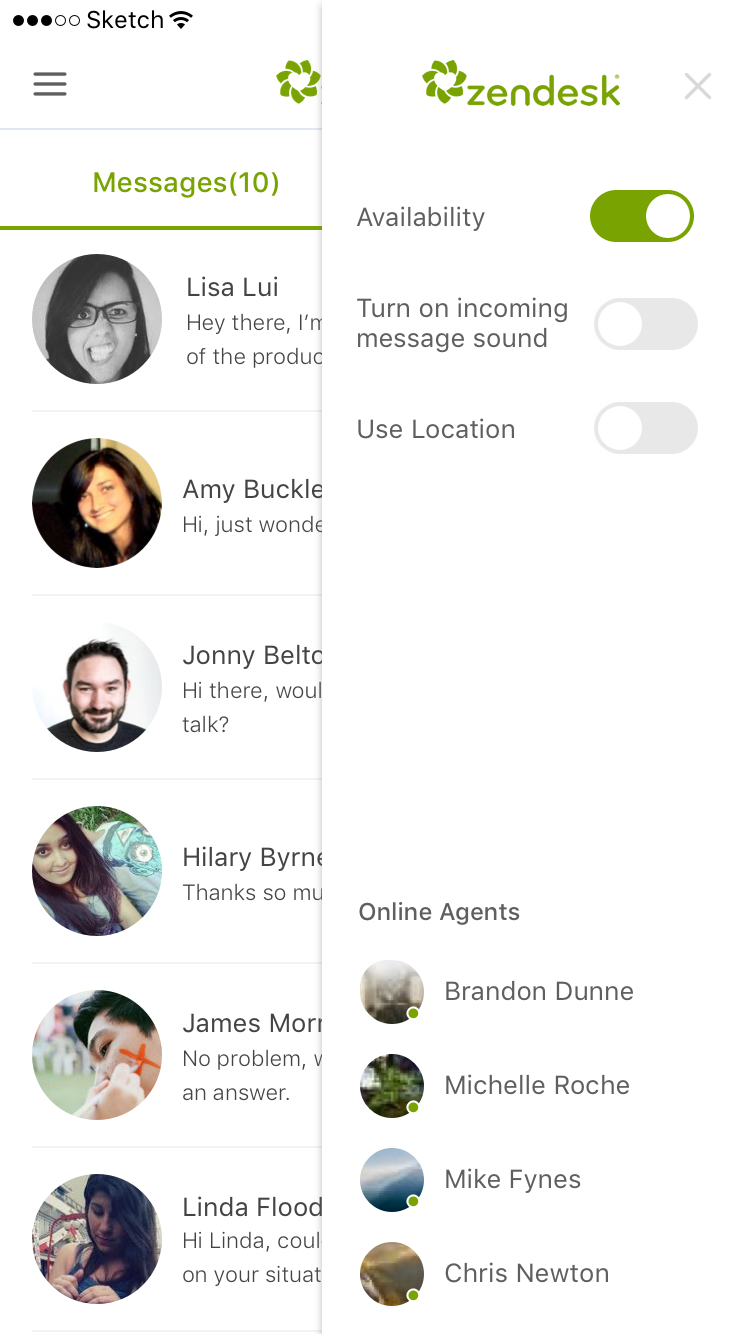 Sketch
zendesk
Messages(10)
Lisa Lui
Hey there, I’m
of the produc
Amy Buckle
Hi, just wonde
Jonny Belto
Hi there, woul
talk?
Hilary Byrne
Thanks so mu
James Morr
No problem, w
an answer.
Linda Flood
Hi Linda, coul
on your situat
Availability
Turn on incoming
message sound
Use Location
Online Agents
Brandon Dunne
Michelle Roche
Mike Fynes
Chris Newton